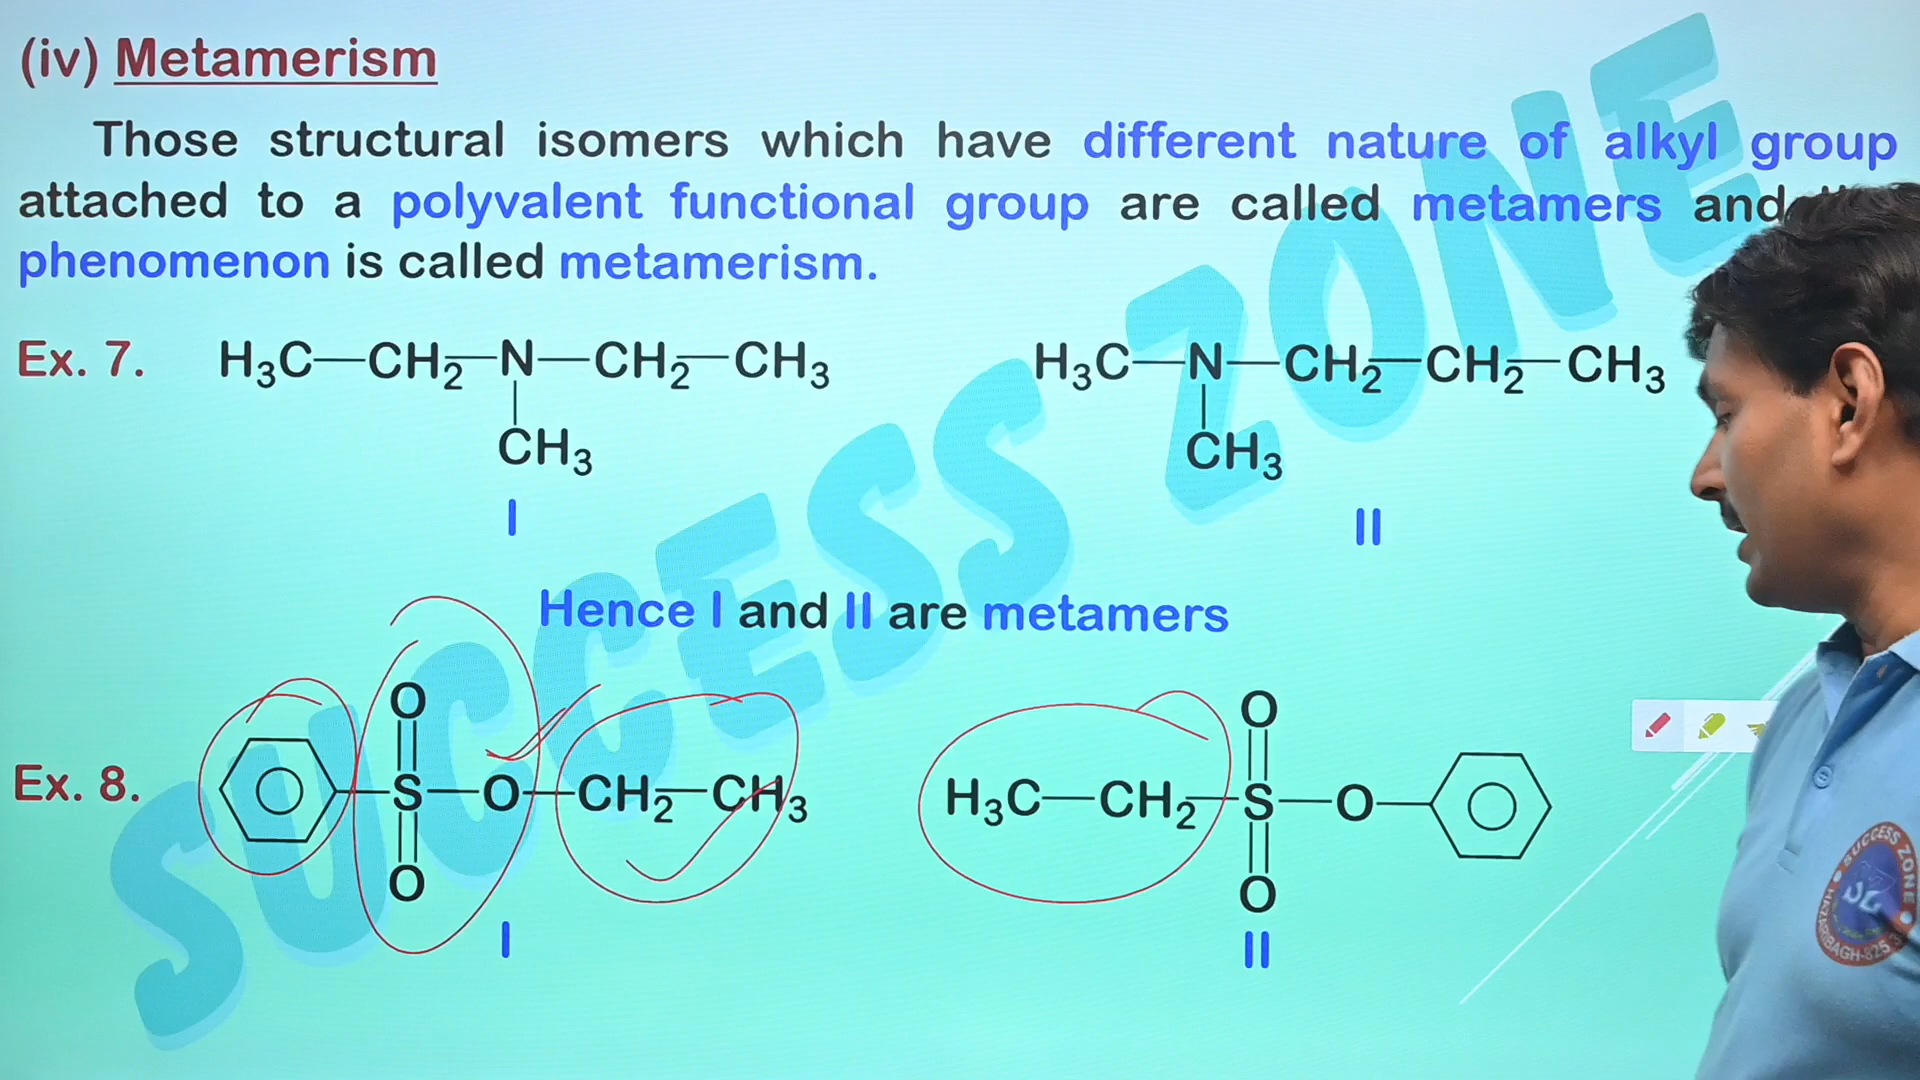 (iv) Metamerism
Those structural isomers which have different nature of alkyl group
attached to a polyvalent functional group are called metamers and
phenomenon is called metamerism.
Ex. 7. H₃C—CH₂—N—CH₂—CH₃ H₃C—N—CH₂—CH₂—CH₃
CH₃ CH₃
I II
Hence I and II are metamers
O O
Ex. 8. S—O—CH₂—CH₃ H₃C—CH₂—S—O
O O
I II
SUCCESS ZONE
SUCCESS ZONE